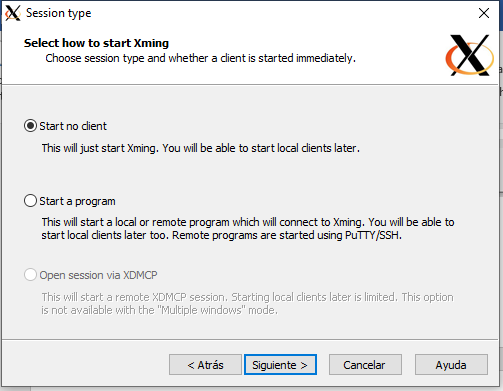 Session type
Select how to start Xming
Choose session type and whether a client is started immediately.
Start no client
This will just start Xming. You will be able to start local clients later.
Start a program
This will start a local or remote program which will connect to Xming. You will be able to
start local clients later too. Remote programs are started using PuTTY/SSH.
Open session via XDMCP
This will start a remote XDMCP session. Starting local clients later is limited. This option
is not available with the "Multiple windows" mode.
< Atrás
Siguiente >
Cancelar
Ayuda